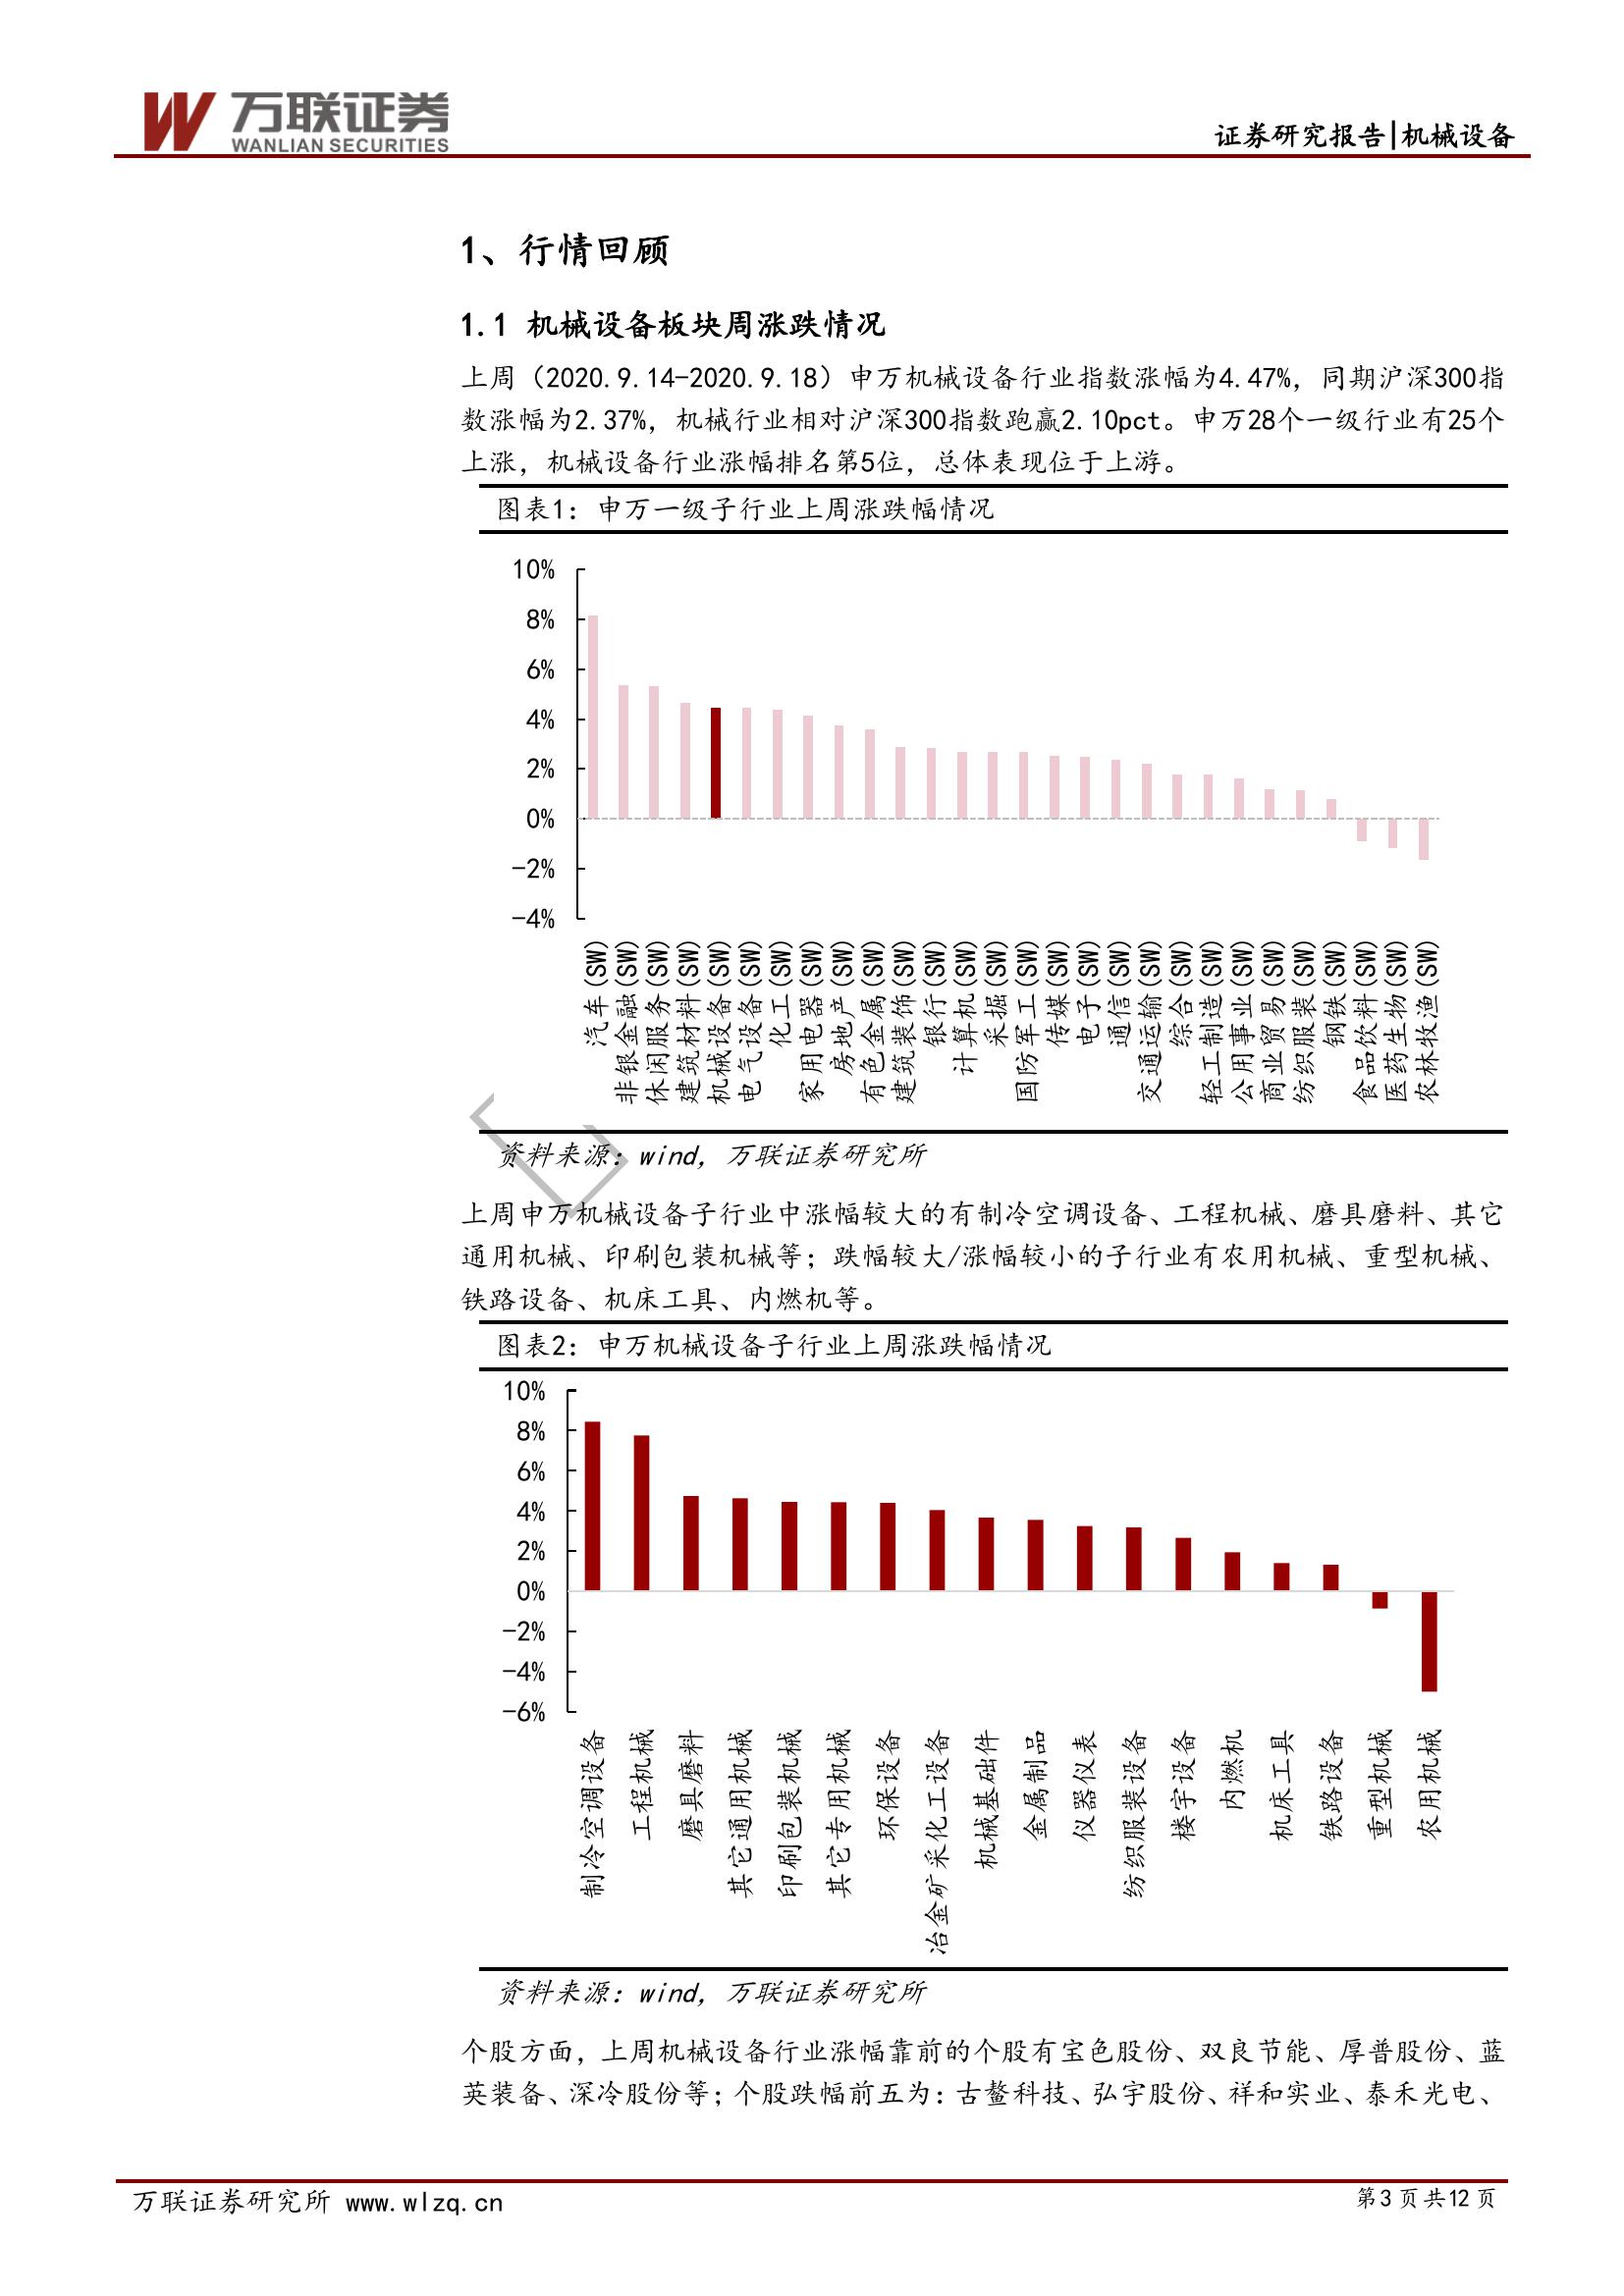 万联证券
WANLIAN SECURITIES
证券研究报告|机械设备
1、行情回顾
1.1 机械设备板块周涨跌情况
上周（2020.9.14-2020.9.18）申万机械设备行业指数涨幅为4.47%，同期沪深300指
数涨幅为2.37%，机械行业相对沪深300指数跑赢2.10pct。申万28个一级行业有25个
上涨，机械设备行业涨幅排名第5位，总体表现位于上游。
图表1：申万一级子行业上周涨跌幅情况
10%
8%
6%
4%
2%
0%
-2%
-4%
汽车(SW)
非银金融(SW)
休闲服务(SW)
建筑材料(SW)
机械设备(SW)
电气设备(SW)
化工(SW)
家用电器(SW)
房地产(SW)
有色金属(SW)
建筑装饰(SW)
银行(SW)
计算机(SW)
采掘(SW)
国防军工(SW)
传媒(SW)
电子(SW)
通信(SW)
交通运输(SW)
综合(SW)
轻工制造(SW)
公用事业(SW)
商业贸易(SW)
纺织服装(SW)
钢铁(SW)
食品饮料(SW)
医药生物(SW)
农林牧渔(SW)
资料来源：wind，万联证券研究所
上周申万机械设备子行业中涨幅较大的有制冷空调设备、工程机械、磨具磨料、其它
通用机械、印刷包装机械等；跌幅较大/涨幅较小的子行业有农用机械、重型机械、
铁路设备、机床工具、内燃机等。
图表2：申万机械设备子行业上周涨跌幅情况
10%
8%
6%
4%
2%
0%
-2%
-4%
-6%
制冷空调设备
工程机械
磨具磨料
其它通用机械
印刷包装机械
其它专用机械
环保设备
冶金矿采化工设备
机械基础件
金属制品
仪器仪表
纺织服装设备
楼宇设备
内燃机
机床工具
铁路设备
重型机械
农用机械
资料来源：wind，万联证券研究所
个股方面，上周机械设备行业涨幅靠前的个股有宝色股份、双良节能、厚普股份、蓝
英装备、深冷股份等；个股跌幅前五为：古鳌科技、弘宇股份、祥和实业、泰禾光电、
万联证券研究所 www.wlzq.cn
第3页共12页